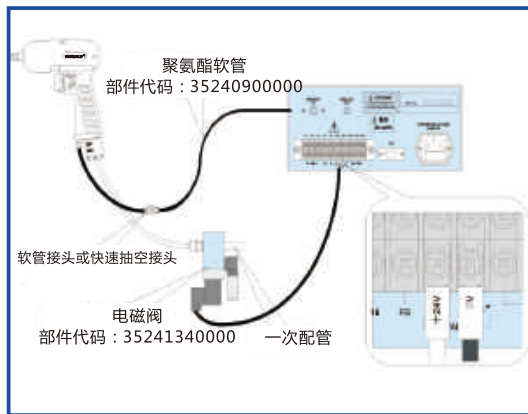 聚氨酯软管
部件代码：35240900000
软管接头或快速抽空接头
电磁阀
部件代码：35241340000
一次配管
+24V